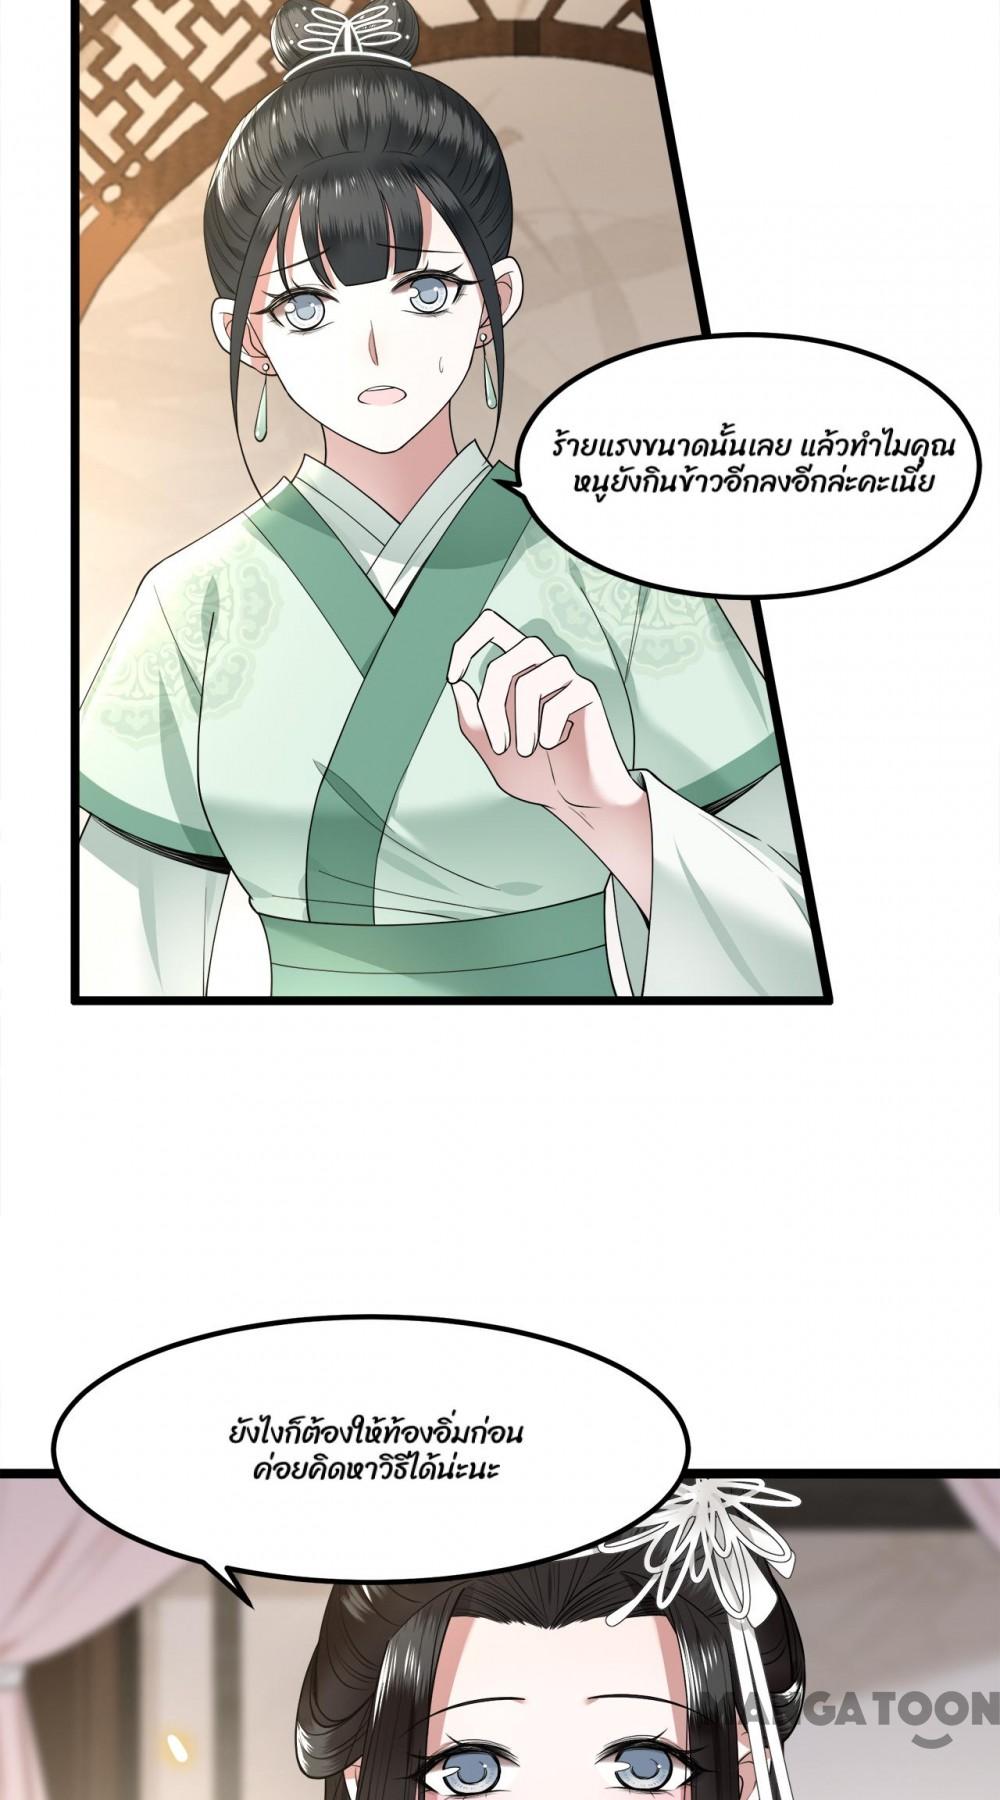 ร้ายแรงขนาดนั้นเลย แล้วทำไมคุณ
หนูยังกินข้าวอีกลงอีกล่ะคะเนี่ย
ยังไงก็ต้องให้ท้องอิ่มก่อน
ค่อยคิดหาวิธีได้น่ะนะ
MANGATOON